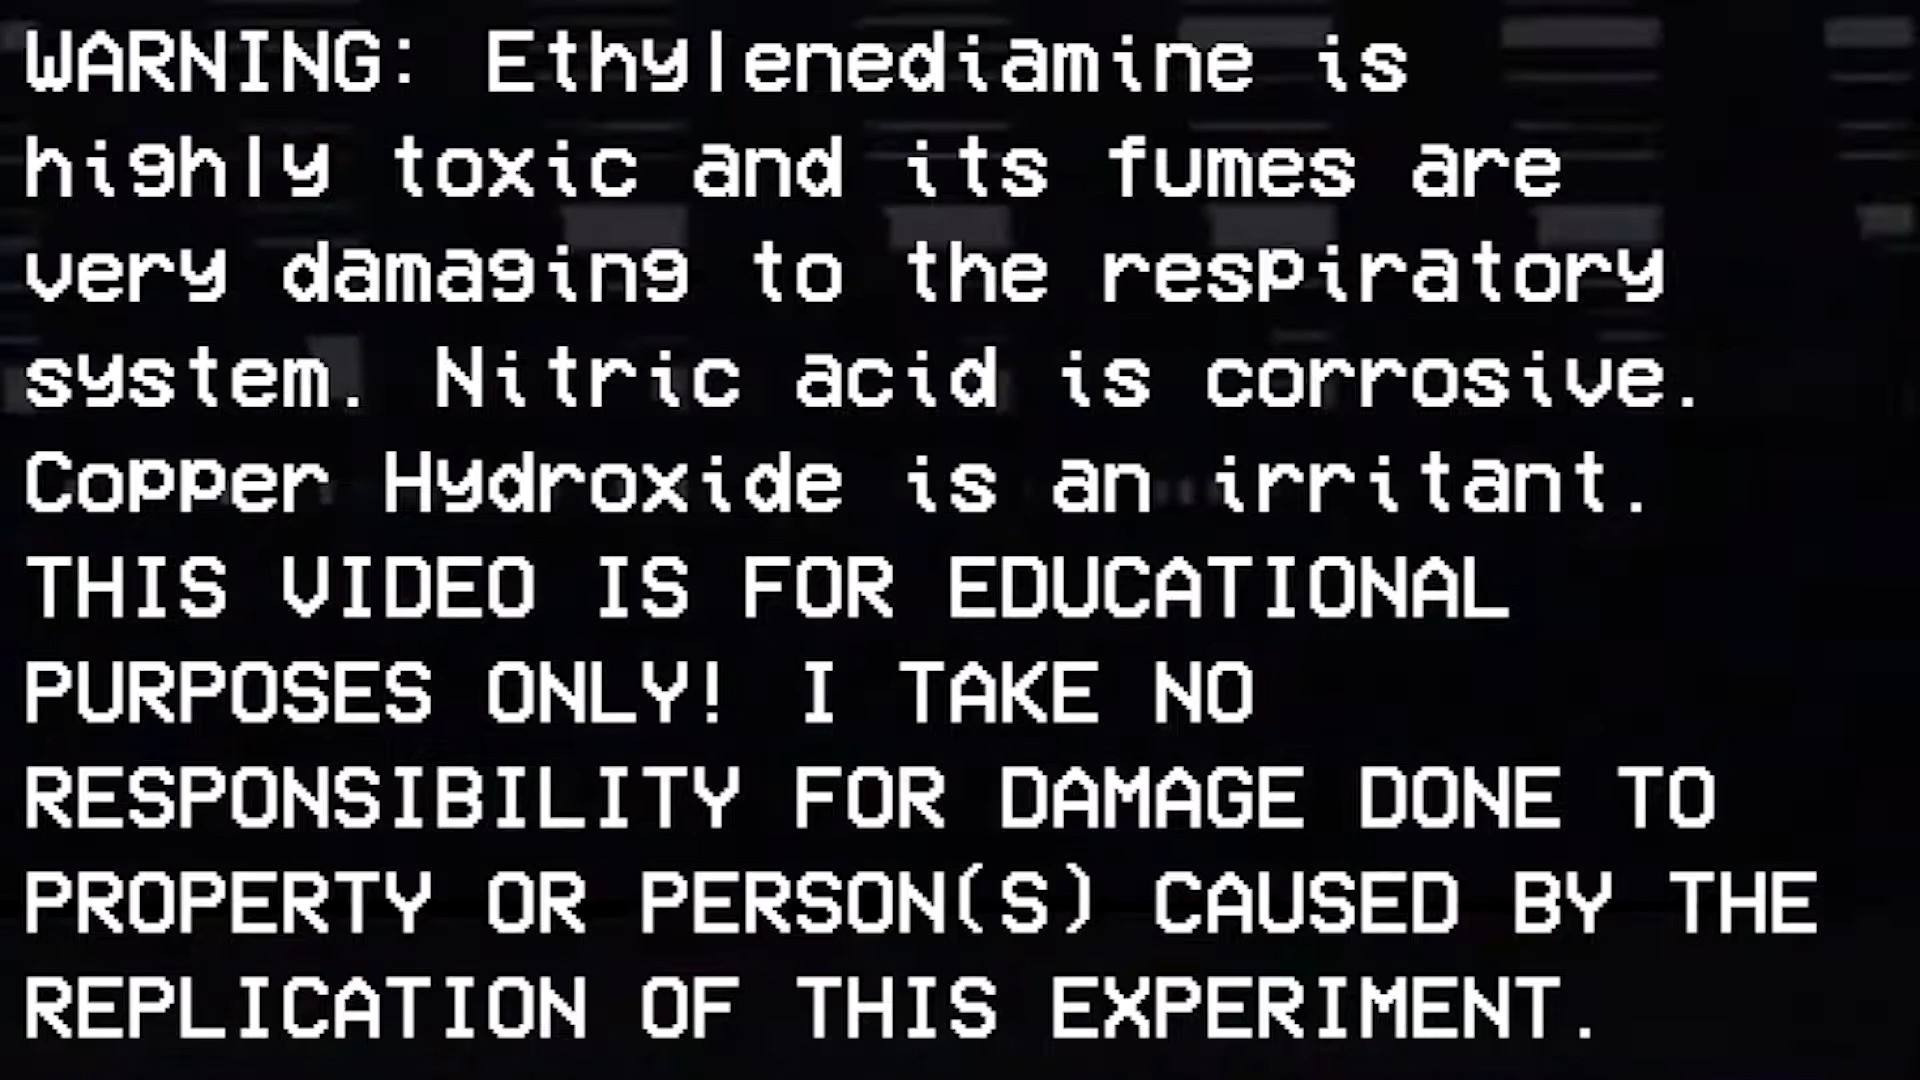 WARNING: Ethylenediamine is
highly toxic and its fumes are
very damaging to the respiratory
system. Nitric acid is corrosive.
Copper Hydroxide is an irritant.
THIS VIDEO IS FOR EDUCATIONAL
PURPOSES ONLY! I TAKE NO
RESPONSIBILITY FOR DAMAGE DONE TO
PROPERTY OR PERSON(S) CAUSED BY THE
REPLICATION OF THIS EXPERIMENT.